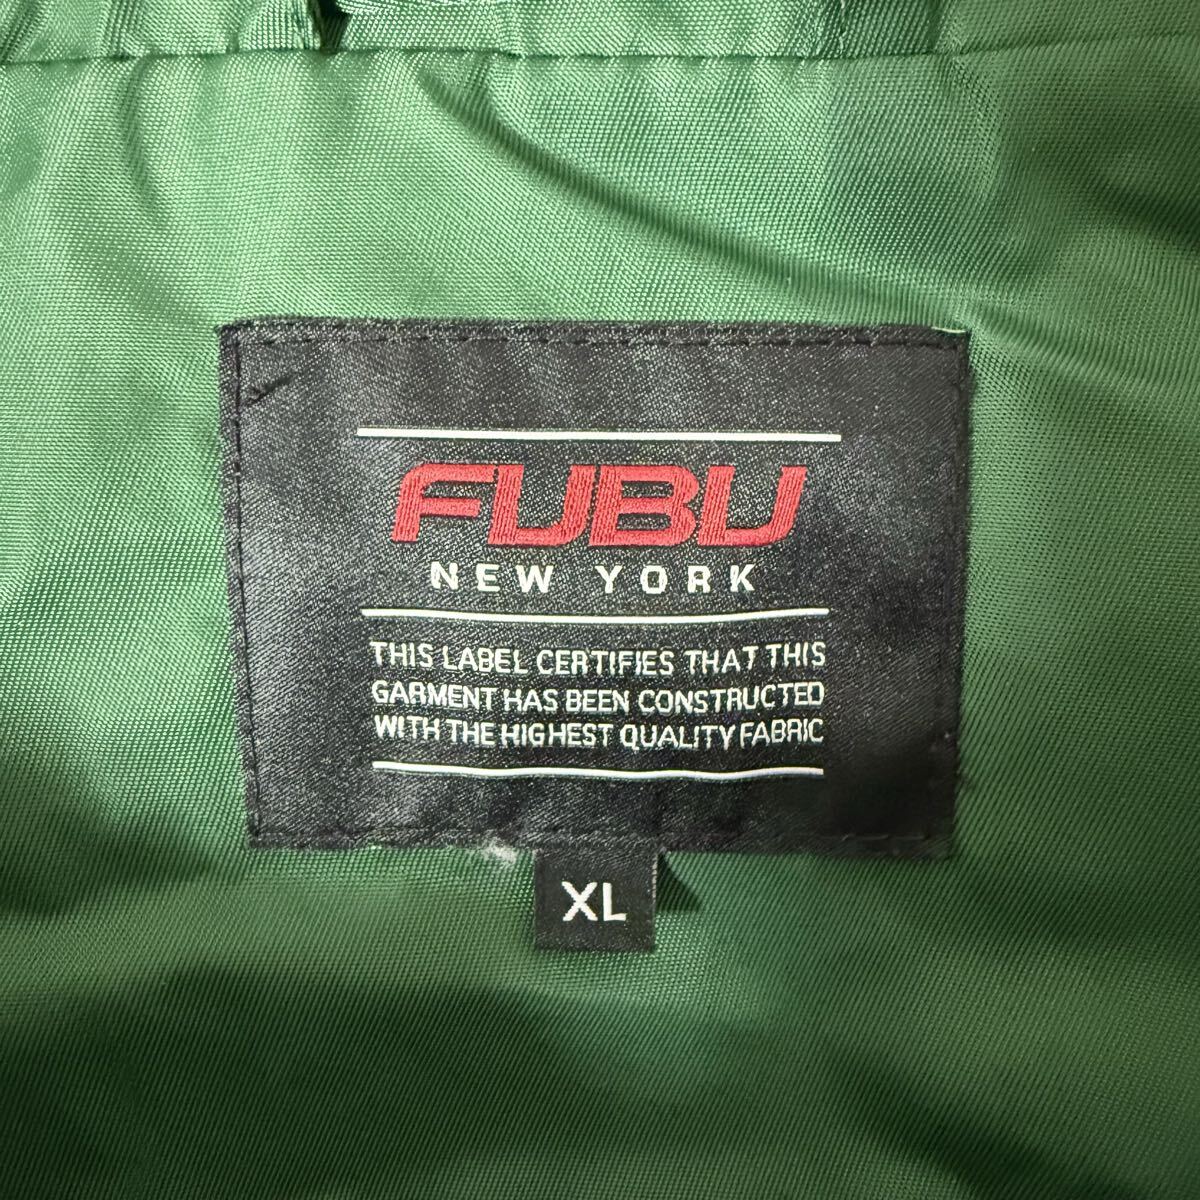 FUBU
NEW YORK
THIS LABEL CERTIFIES THAT THIS
GARMENT HAS BEEN CONSTRUCTED
WITH THE HIGHEST QUALITY FABRIC
XL